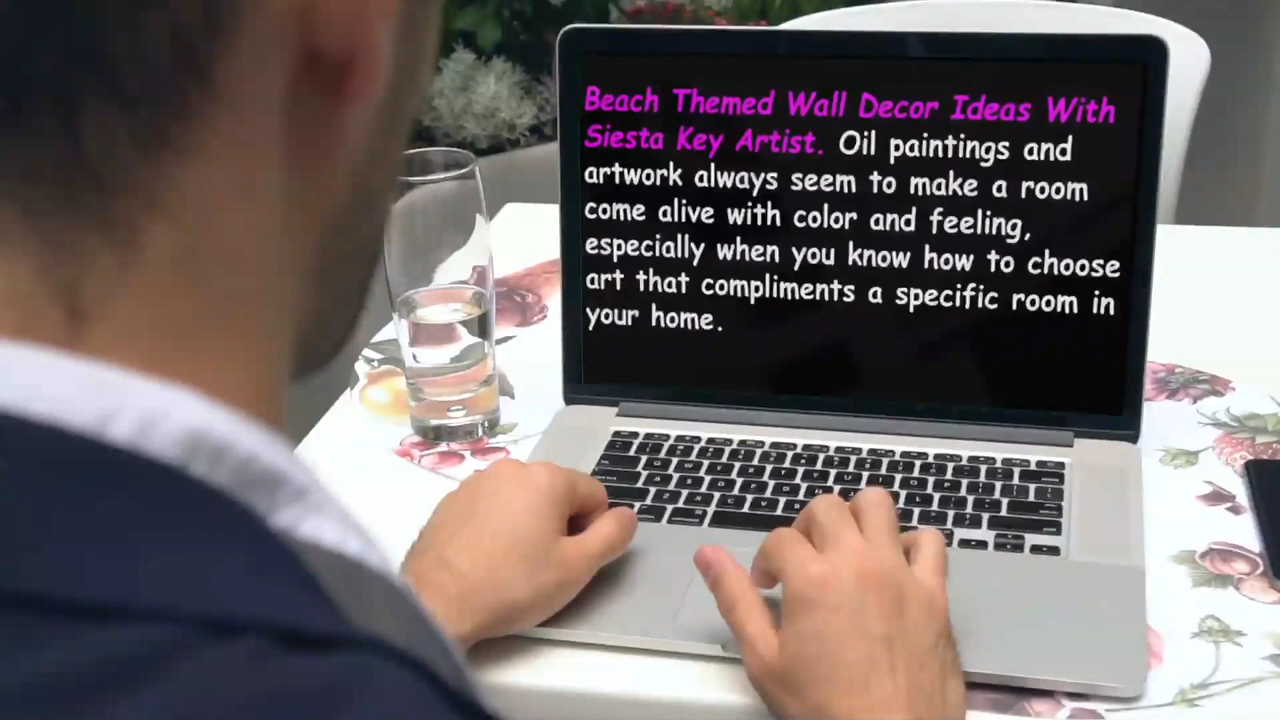 Beach Themed Wall Decor Ideas With
Siesta Key Artist. Oil paintings and
artwork always seem to make a room
come alive with color and feeling,
especially when you know how to choose
art that compliments a specific room in
your home.